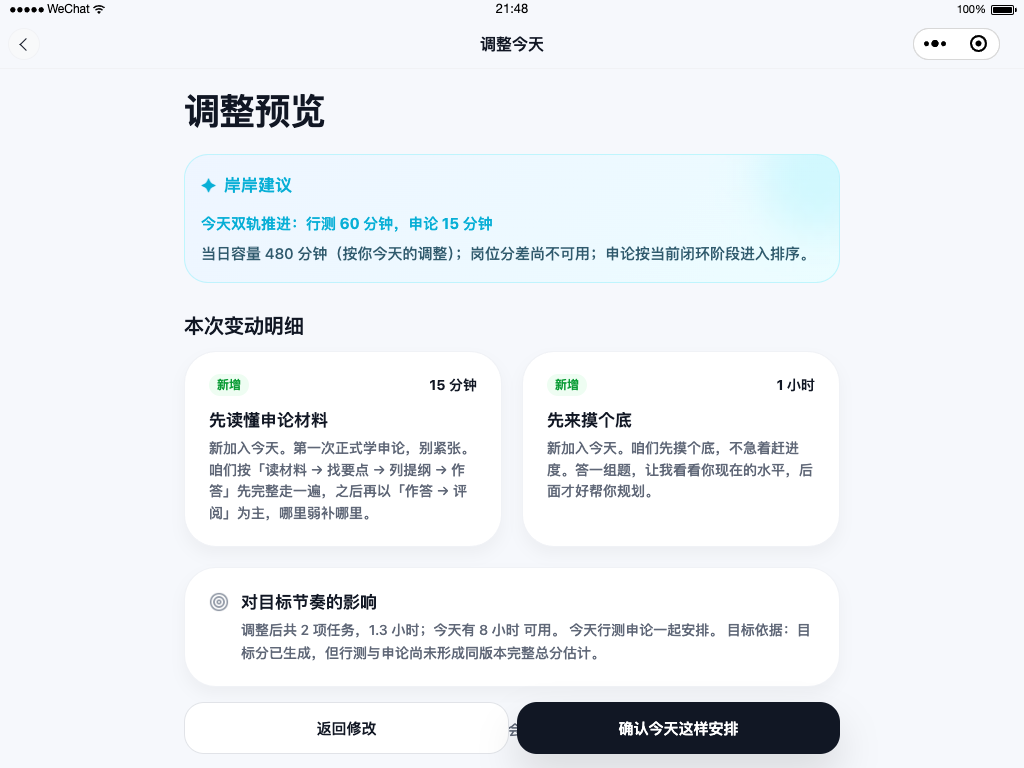 WeChat
21:48
100%
调整今天
调整预览
岸岸建议
今天双轨推进：行测 60 分钟，申论 15 分钟
当日容量 480 分钟（按你今天的调整）；岗位分差尚不可用；申论按当前闭环阶段进入排序。
本次变动明细
新增
15 分钟
先读懂申论材料
新加入今天。第一次正式学申论，别紧张。
咱们按「读材料 → 找要点 → 列提纲 → 作
答」先完整走一遍，之后再以「作答 → 评
阅」为主，哪里弱补哪里。
新增
1 小时
先来摸个底
新加入今天。咱们先摸个底，不急着赶进
度。答一组题，让我看看你现在的水平，后
面才好帮你规划。
对目标节奏的影响
调整后共 2 项任务，1.3 小时；今天有 8 小时 可用。 今天行测申论一起安排。 目标依据：目
标分已生成，但行测与申论尚未形成同版本完整总分估计。
返回修改
确认今天这样安排